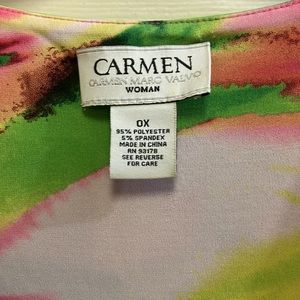 CARMEN
CARMEN MARC VALVO
WOMAN
0X
95% POLYESTER
5% SPANDEX
MADE IN CHINA
RN 93178
SEE REVERSE
FOR CARE